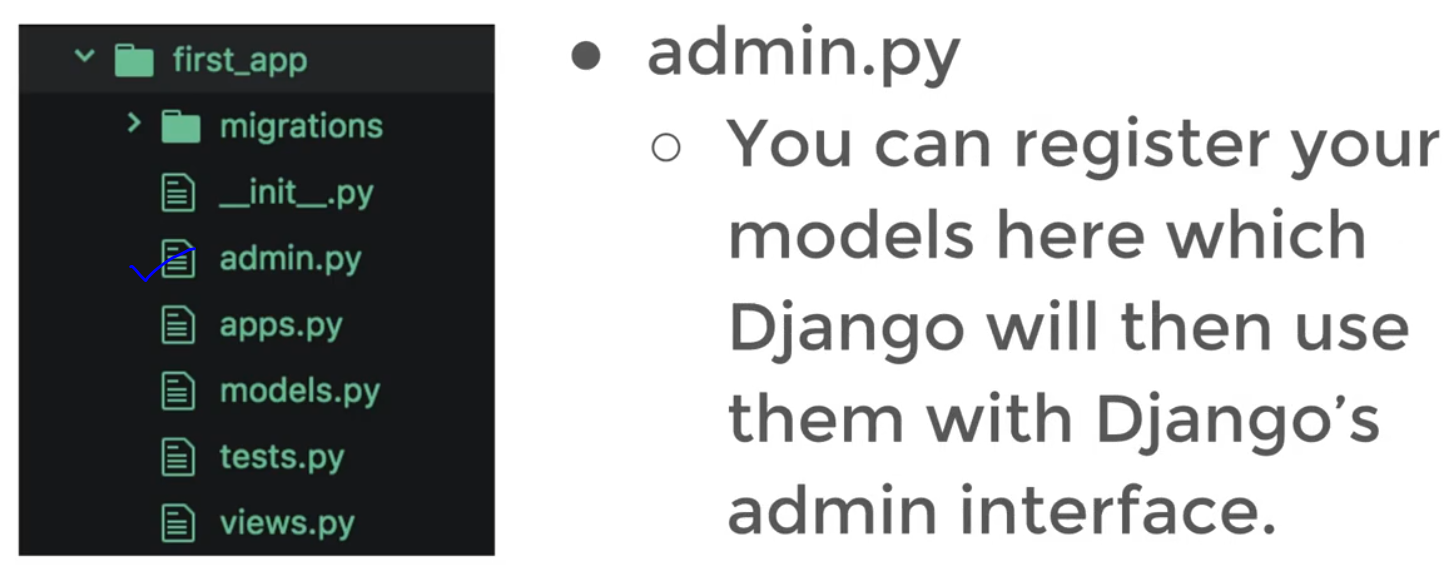 first_app
migrations
__init__.py
admin.py
apps.py
models.py
tests.py
views.py
● admin.py
○ You can register your
models here which
Django will then use
them with Django’s
admin interface.